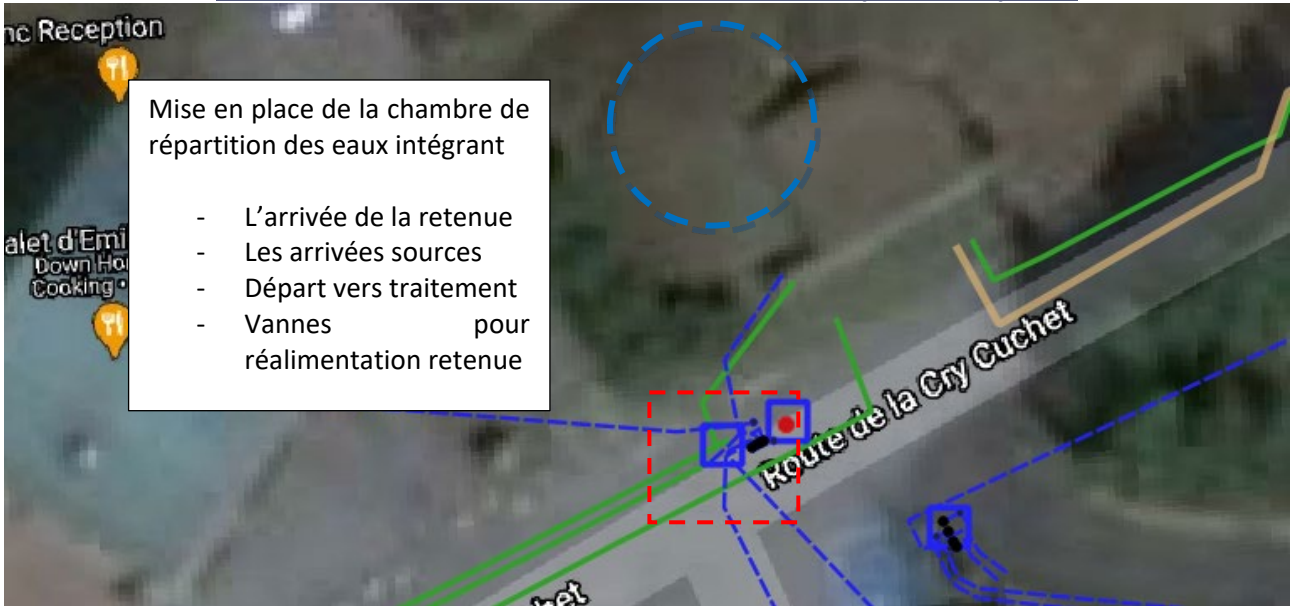 nc Reception
Mise en place de la chambre de
répartition des eaux intégrant
- L'arrivée de la retenue
- Les arrivées sources
- Départ vers traitement
- Vannes pour
réalimentation retenue
alet d'Emi
Down Ho
Cooking •
Route de la Cry Cuchet
chet